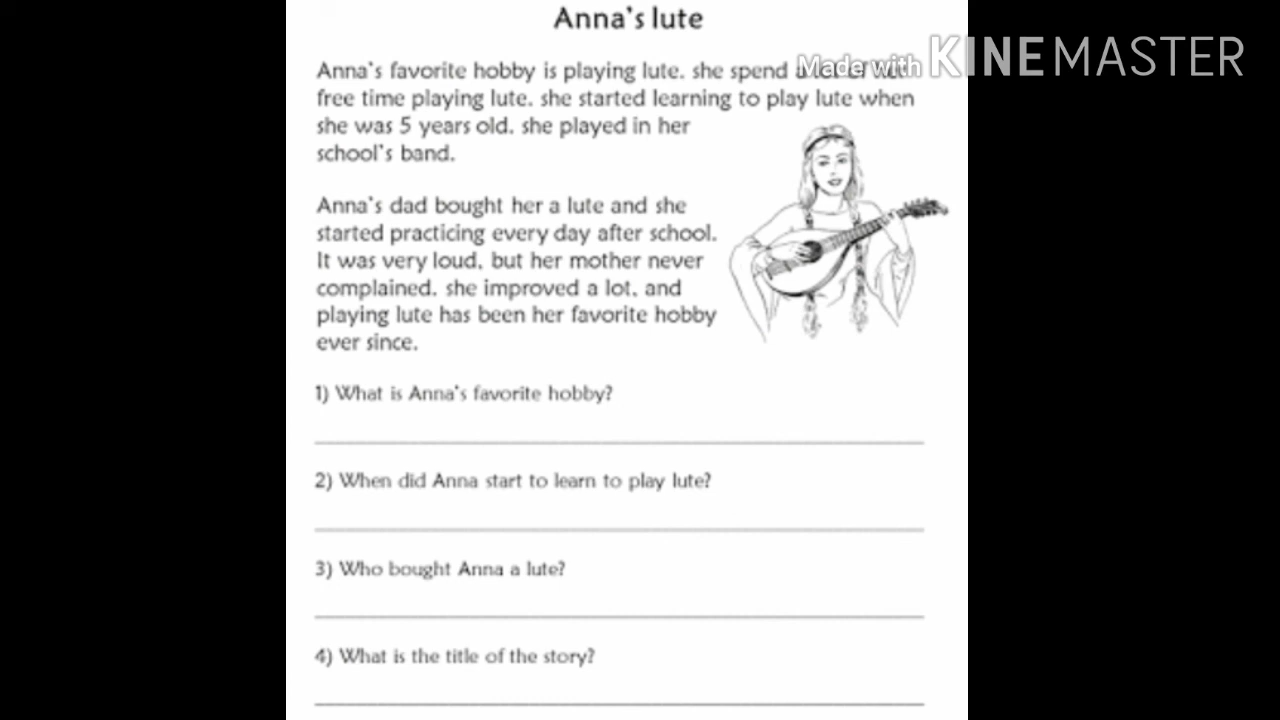 Anna's lute
Made with KINEMASTER
Anna's favorite hobby is playing lute. she spend a
free time playing lute. she started learning to play lute when
she was 5 years old. she played in her
school's band.
Anna's dad bought her a lute and she
started practicing every day after school.
It was very loud, but her mother never
complained. she improved a lot, and
playing lute has been her favorite hobby
ever since.
1) What is Anna's favorite hobby?
2) When did Anna start to learn to play lute?
3) Who bought Anna a lute?
4) What is the title of the story?